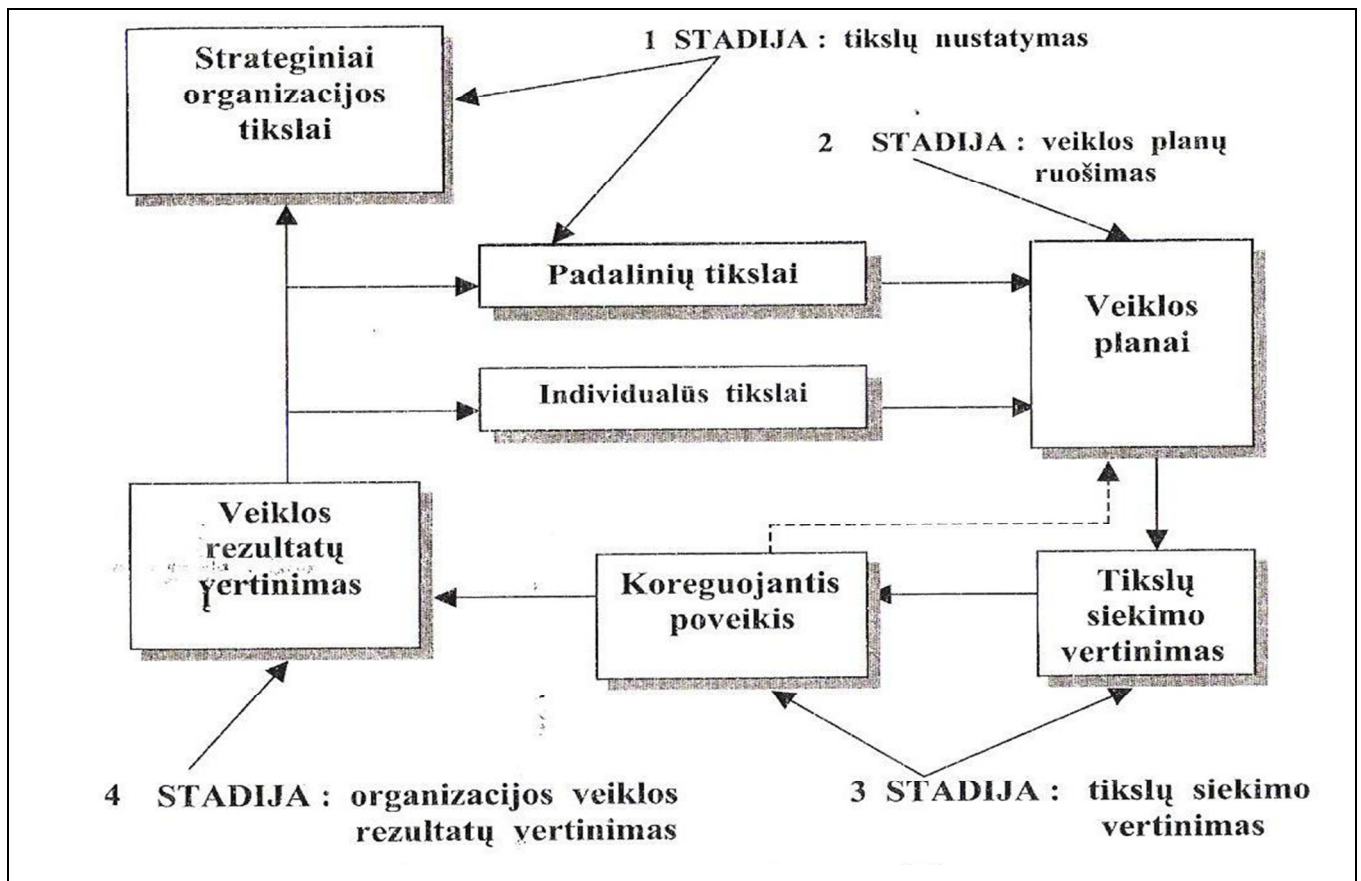 Strateginiai
organizacijos
tikslai
1 STADIJA : tikslų nustatymas
2 STADIJA : veiklos planų
ruošimas
Padalinių tikslai
Veiklos
planai
Individualūs tikslai
Veiklos
rezultatų
vertinimas
Koreguojantis
poveikis
Tikslų
siekimo
vertinimas
4 STADIJA : organizacijos veiklos
rezultatų vertinimas
3 STADIJA : tikslų siekimo
vertinimas